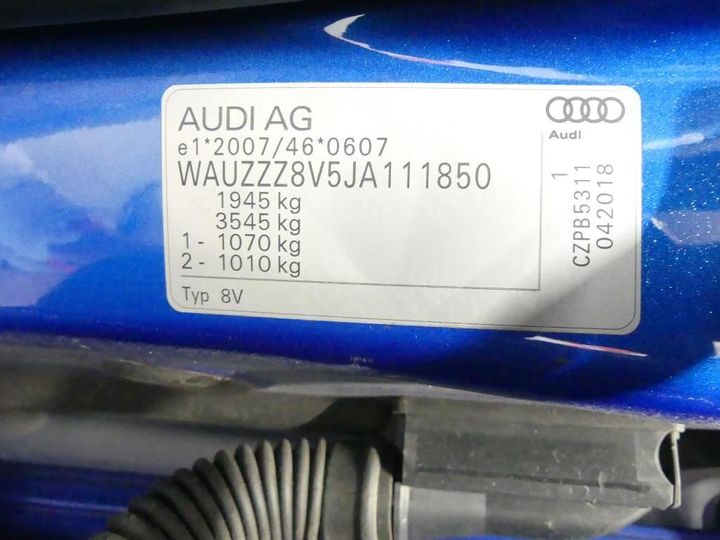 AUDI AG
e1*2007/46*0607
WAUZZZ8V5JA111850
1945 kg
3545 kg
1 - 1070 kg
2 - 1010 kg
Typ 8V
Audi
1
CZPB5311
042018